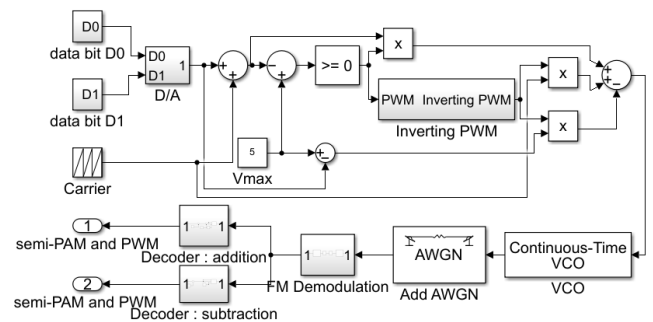 D0
data bit D0
D0
D1
1
D/A
D1
data bit D1
Carrier
+
+
−
+
>= 0
x
PWM Inverting PWM
Inverting PWM
x
x
+
+
−
5
Vmax
+
−
1
semi-PAM and PWM
1 1
Decoder : addition
2
semi-PAM and PWM
1 1
Decoder : subtraction
1 1
FM Demodulation
AWGN
Add AWGN
Continuous-Time
VCO
VCO